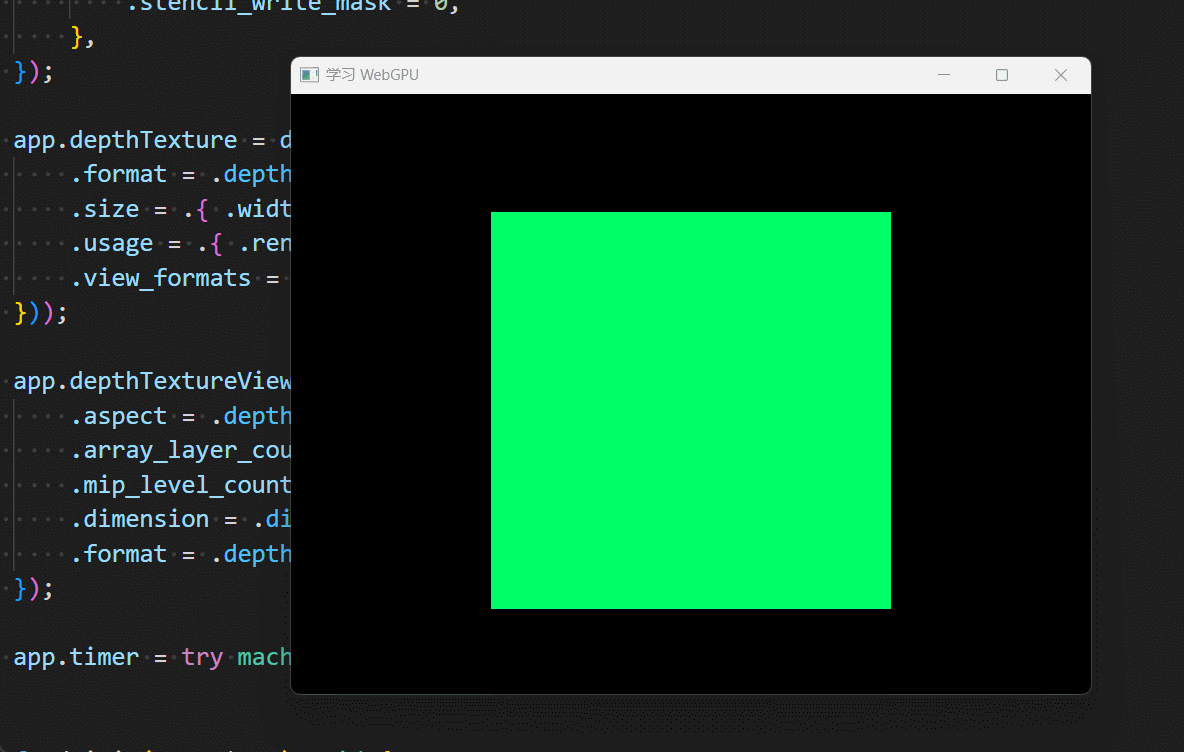 .stencil_write_mask = 0,
},
});
学习 WebGPU
app.depthTexture = d
.format = .depth
.size = .{ .widt
.usage = .{ .ren
.view_formats =
}));
app.depthTextureView
.aspect = .depth
.array_layer_cou
.mip_level_count
.dimension = .di
.format = .depth
});
app.timer = try mach